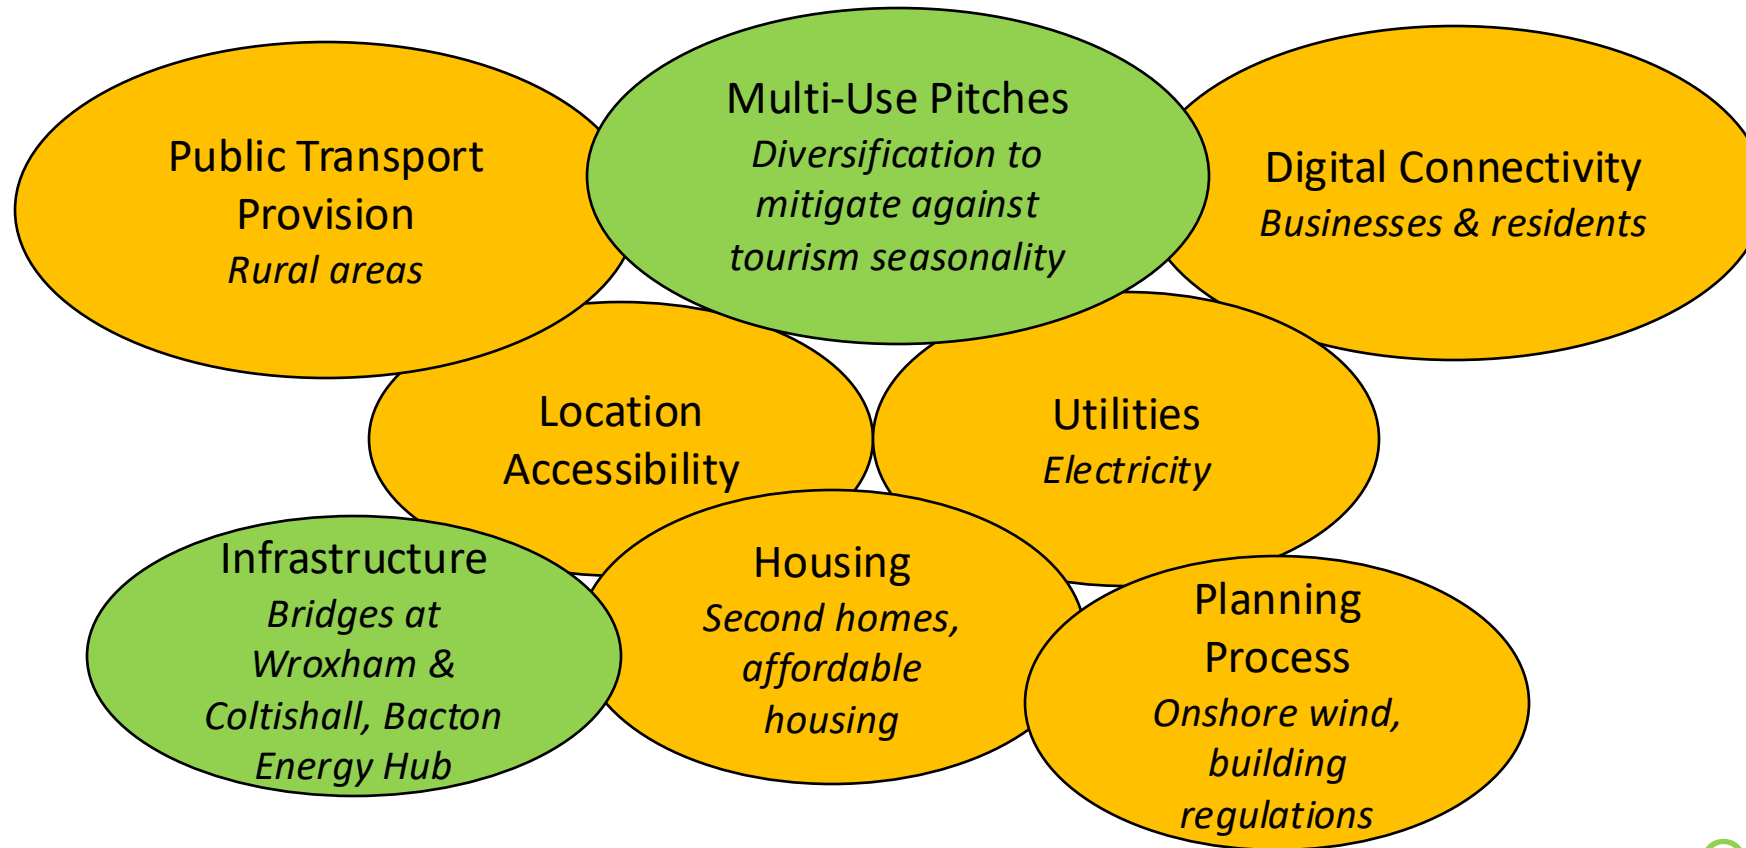 Public Transport
Provision
Rural areas
Multi-Use Pitches
Diversification to
mitigate against
tourism seasonality
Digital Connectivity
Businesses & residents
Location
Accessibility
Utilities
Electricity
Infrastructure
Bridges at
Wroxham &
Coltishall, Bacton
Energy Hub
Housing
Second homes,
affordable
housing
Planning
Process
Onshore wind,
building
regulations